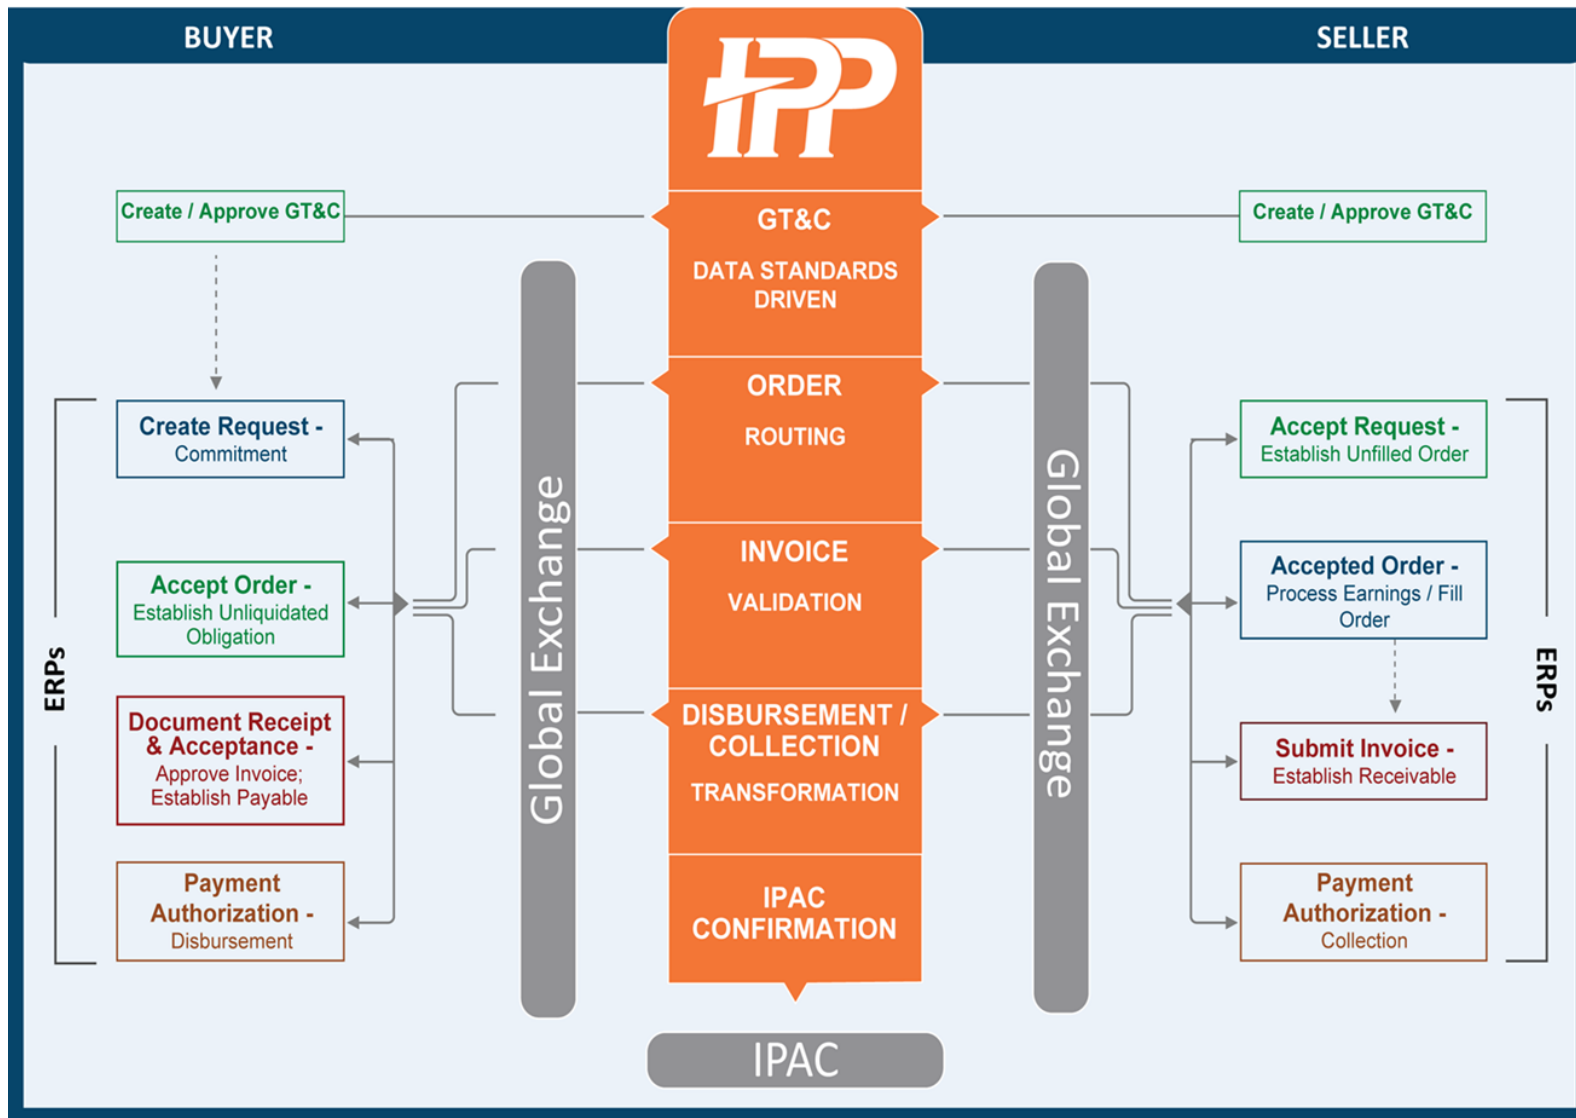 BUYER
IPP
SELLER
Create / Approve GT&C
GT&C
DATA STANDARDS
DRIVEN
Create / Approve GT&C
ERPs
Create Request -
Commitment
Accept Order -
Establish Unliquidated
Obligation
Document Receipt
& Acceptance -
Approve Invoice;
Establish Payable
Payment
Authorization -
Disbursement
Global Exchange
ORDER
ROUTING
INVOICE
VALIDATION
DISBURSEMENT /
COLLECTION
TRANSFORMATION
IPAC
CONFIRMATION
IPAC
Global Exchange
Accept Request -
Establish Unfilled Order
Accepted Order -
Process Earnings / Fill
Order
Submit Invoice -
Establish Receivable
Payment
Authorization -
Collection
ERPs